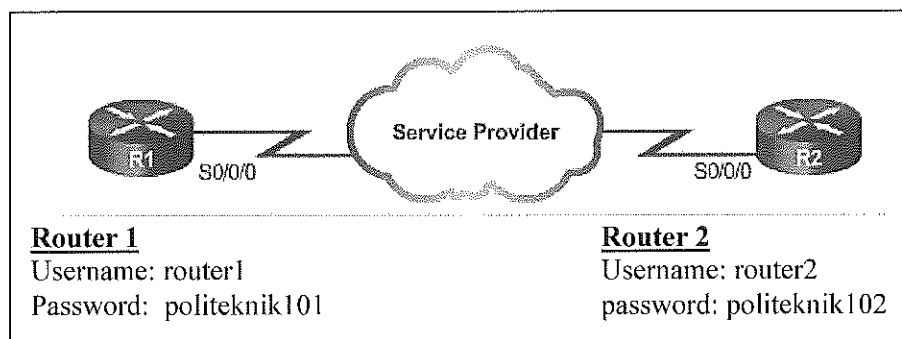 Service Provider
R1
R2
S0/0/0
S0/0/0
Router 1
Username: router1
Password: politeknik101
Router 2
Username: router2
password: politeknik102